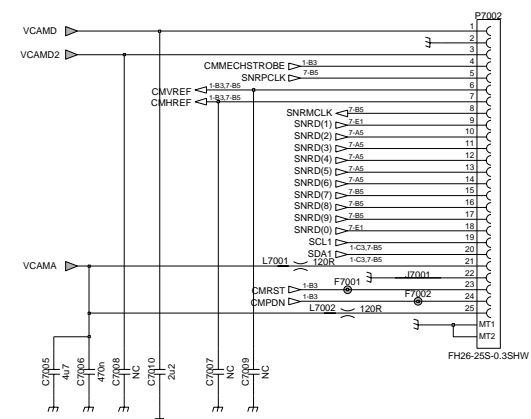 P7002
VCAMD 1
2
VCAMD2 3
CMMECHSTROBE 1-B3 4
SNRPCLK 7-B5 5
CMVREF 1-B3,7-B5 6
CMHREF 1-B3,7-B5 7
SNRMCLK 7-B5 8
SNRD(1) 7-E1 9
SNRD(2) 7-A5 10
SNRD(3) 7-A5 11
SNRD(4) 7-A5 12
SNRD(5) 7-A5 13
SNRD(6) 7-A5 14
SNRD(7) 7-B5 15
SNRD(8) 7-B5 16
SNRD(9) 7-B5 17
SNRD(0) 7-E1 18
SCL1 19
SDA1 1-C3,7-B5 20
VCAMA L7001 120R 1-C3,7-B5 21
J7001 22
CMRST 1-B3 F7001 23
CMPDN 1-B3 F7002 24
L7002 120R 25
MT1
MT2
FH26-25S-0.3SHW
C7005 4u7
C7006 470n
C7008 NC
C7010 2u2
C7007 NC
C7009 NC